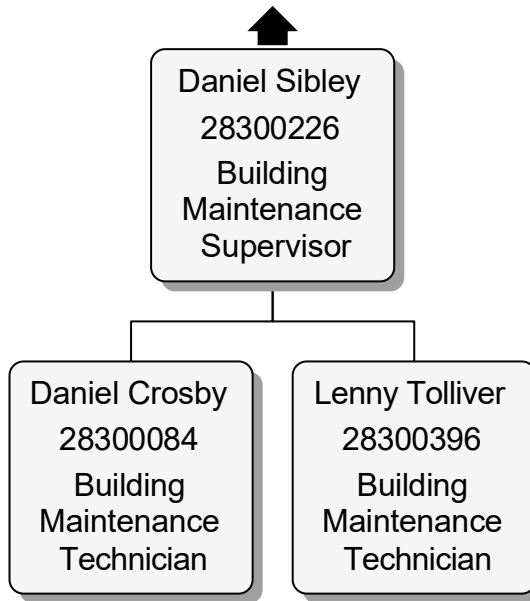 Daniel Sibley
28300226
Building
Maintenance
Supervisor
Daniel Crosby
28300084
Building
Maintenance
Technician
Lenny Tolliver
28300396
Building
Maintenance
Technician